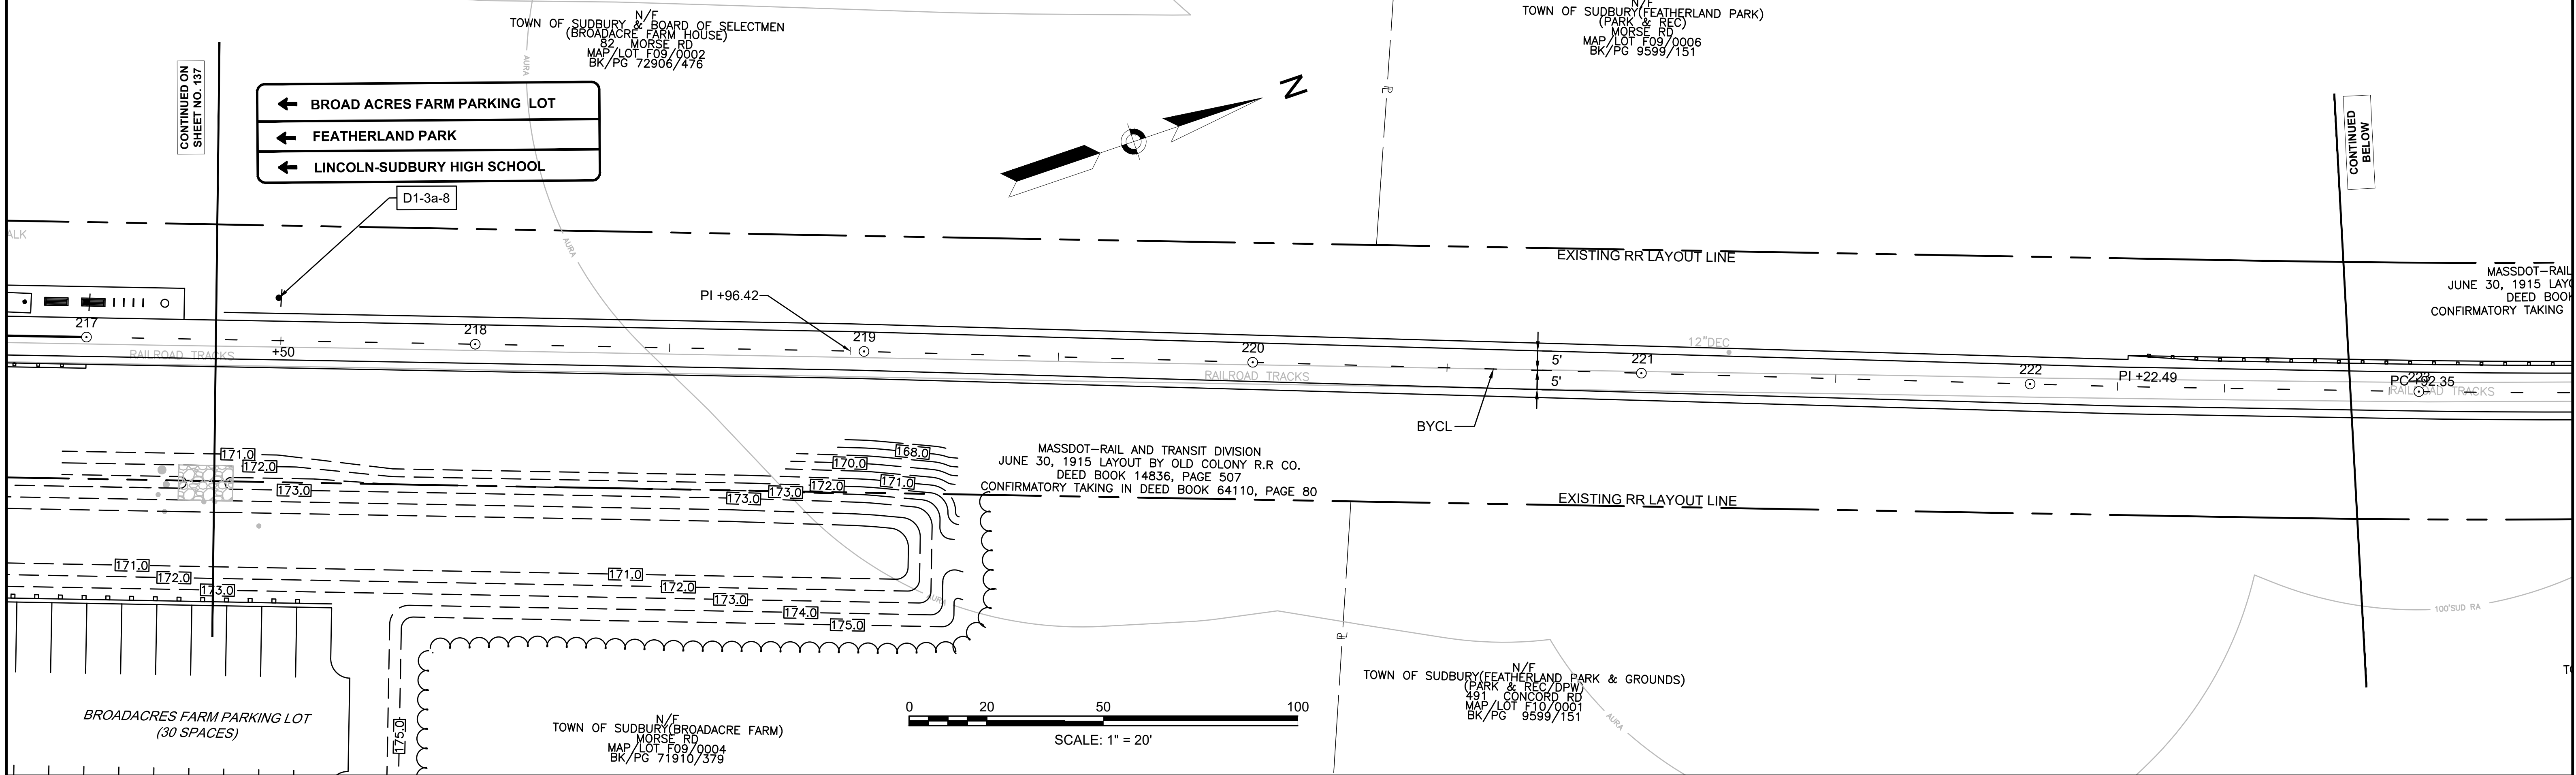 N/F
TOWN OF SUDBURY & BOARD OF SELECTMEN
(BROADACRE FARM HOUSE)
82 MORSE RD
MAP/LOT F09/0002
BK/PG 72906/476
N/F
TOWN OF SUDBURY(FEATHERLAND PARK)
(PARK & REC)
MORSE RD
MAP/LOT F09/0006
BK/PG 9599/151
CONTINUED ON
SHEET NO. 137
← BROAD ACRES FARM PARKING LOT
← FEATHERLAND PARK
← LINCOLN-SUDBURY HIGH SCHOOL
D1-3a-8
AURA
AURA
N
PL
CONTINUED
BELOW
ALK
EXISTING RR LAYOUT LINE
MASSDOT-RAIL
JUNE 30, 1915 LAYO
DEED BOOK
CONFIRMATORY TAKING
PI +96.42
217
218
219
220
221
222
223
+50
RAILROAD TRACKS
RAILROAD TRACKS
RAILROAD TRACKS
12"DEC
5'
5'
PI +22.49
PC +92.35
BYCL
MASSDOT-RAIL AND TRANSIT DIVISION
JUNE 30, 1915 LAYOUT BY OLD COLONY R.R CO.
DEED BOOK 14836, PAGE 507
CONFIRMATORY TAKING IN DEED BOOK 64110, PAGE 80
EXISTING RR LAYOUT LINE
171.0
172.0
173.0
168.0
170.0
171.0
172.0
173.0
173.0
171.0
172.0
173.0
171.0
172.0
173.0
174.0
175.0
175.0
AURA
PL
100'SUD RA
BROADACRES FARM PARKING LOT
(30 SPACES)
N/F
TOWN OF SUDBURY(BROADACRE FARM)
MORSE RD
MAP/LOT F09/0004
BK/PG 71910/379
0 20 50 100
SCALE: 1" = 20'
N/F
TOWN OF SUDBURY(FEATHERLAND PARK & GROUNDS)
(PARK & REC/DPW)
491 CONCORD RD
MAP/LOT F10/0001
BK/PG 9599/151
AURA